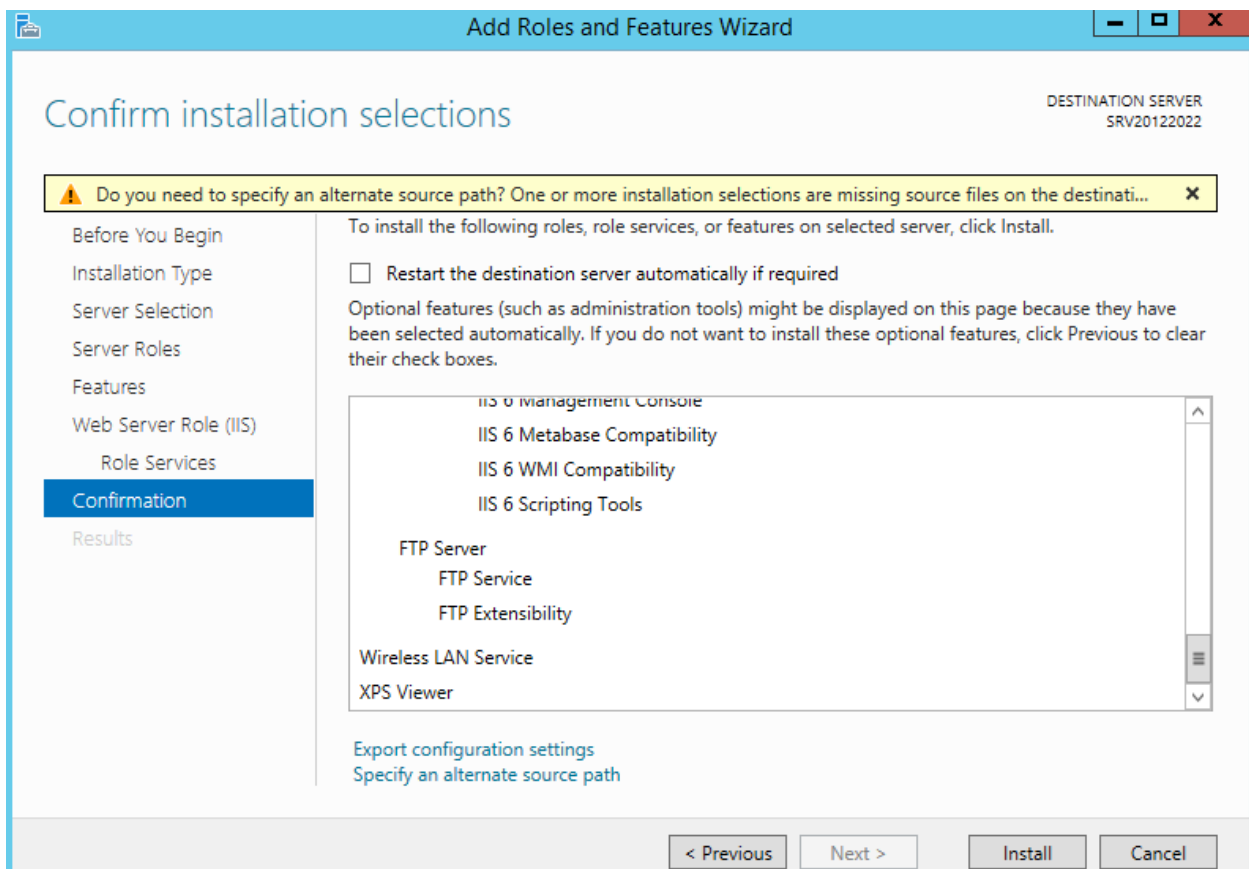 Add Roles and Features Wizard
Confirm installation selections
DESTINATION SERVER
SRV20122022
Do you need to specify an alternate source path? One or more installation selections are missing source files on the destinati...
Before You Begin
Installation Type
Server Selection
Server Roles
Features
Web Server Role (IIS)
Role Services
Confirmation
Results
To install the following roles, role services, or features on selected server, click Install.
Restart the destination server automatically if required
Optional features (such as administration tools) might be displayed on this page because they have
been selected automatically. If you do not want to install these optional features, click Previous to clear
their check boxes.
IIS 6 Management Console
IIS 6 Metabase Compatibility
IIS 6 WMI Compatibility
IIS 6 Scripting Tools
FTP Server
FTP Service
FTP Extensibility
Wireless LAN Service
XPS Viewer
Export configuration settings
Specify an alternate source path
< Previous
Next >
Install
Cancel